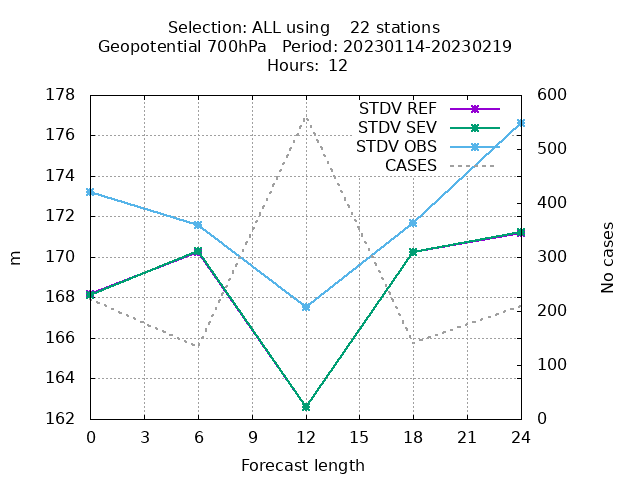 Selection: ALL using    22 stations
Geopotential 700hPa   Period: 20230114-20230219
Hours:  12
STDV REF
STDV SEV
STDV OBS
CASES
178
176
174
172
170
168
166
164
162
m
600
500
400
300
200
100
0
No cases
0 3 6 9 12 15 18 21 24
Forecast length